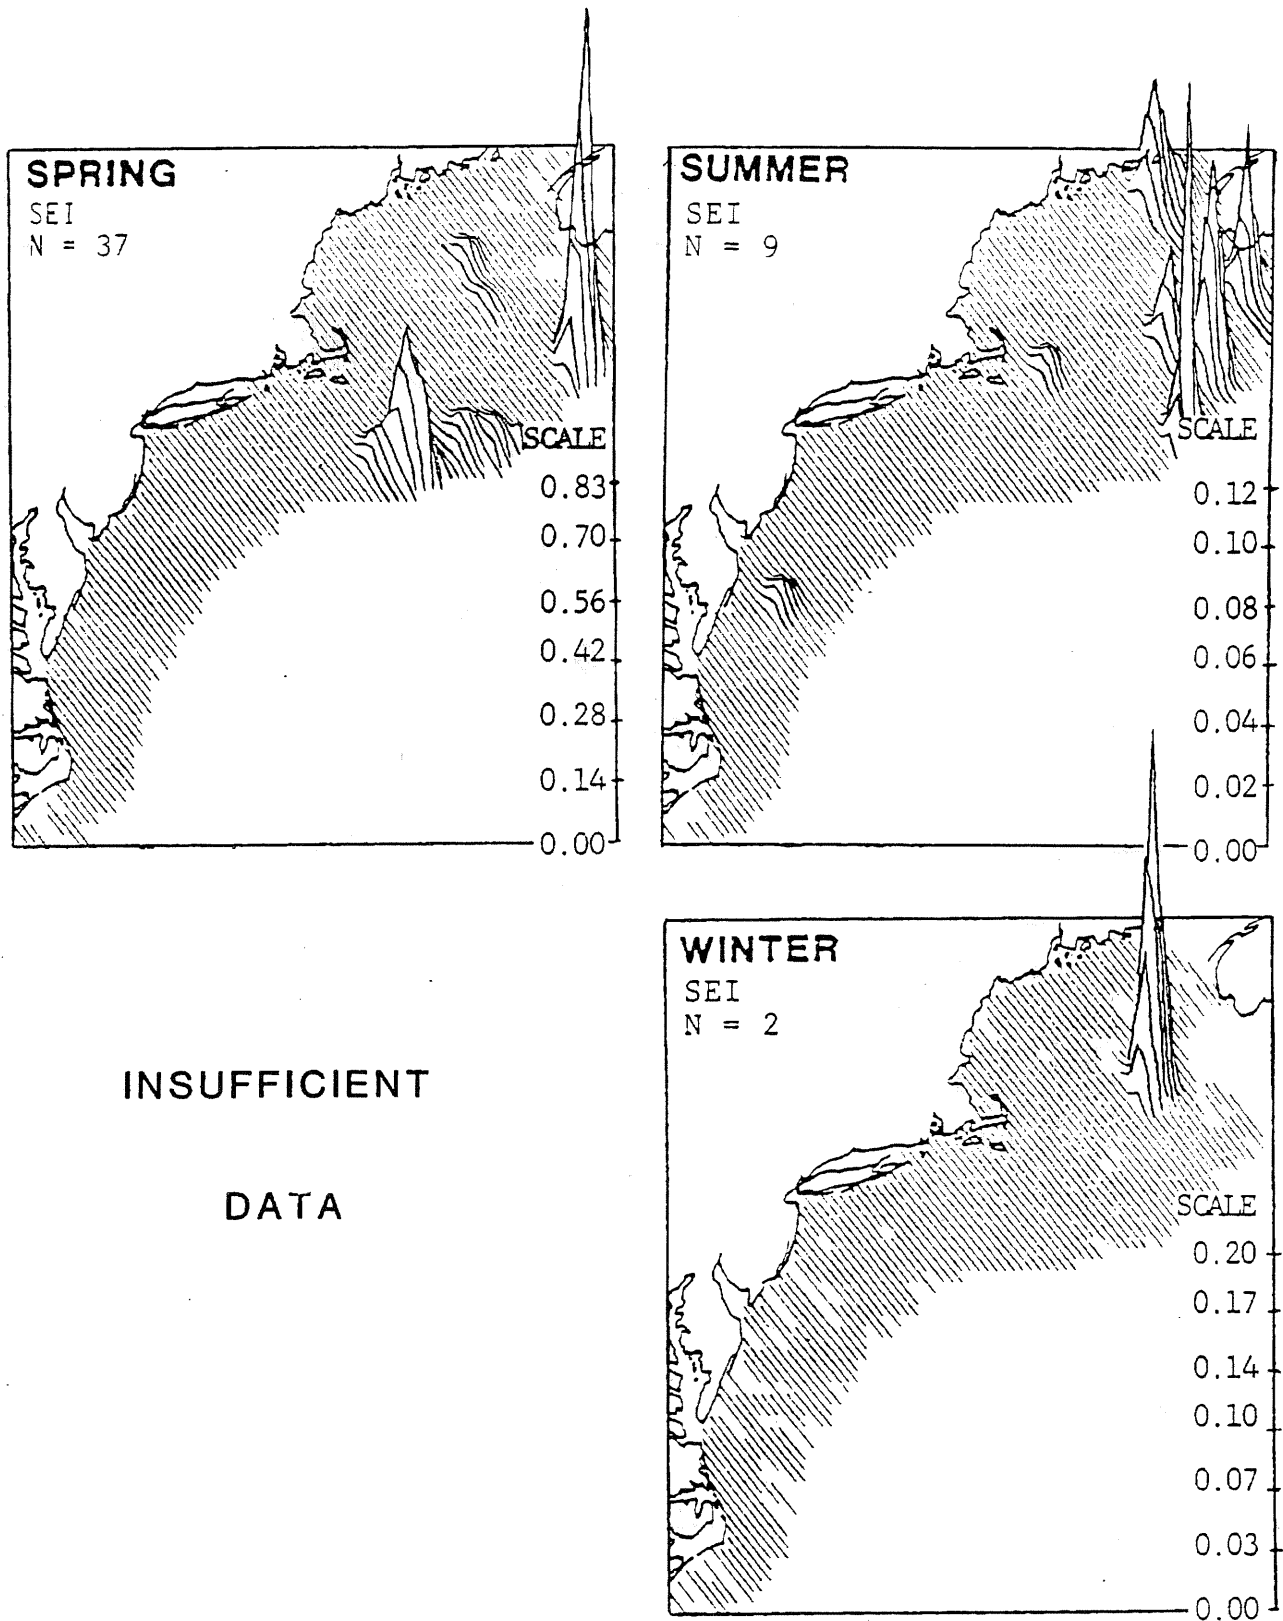 SPRING
SEI
N = 37
SCALE
0.83
0.70
0.56
0.42
0.28
0.14
0.00
SUMMER
SEI
N = 9
SCALE
0.12
0.10
0.08
0.06
0.04
0.02
0.00
INSUFFICIENT
DATA
WINTER
SEI
N = 2
SCALE
0.20
0.17
0.14
0.10
0.07
0.03
0.00